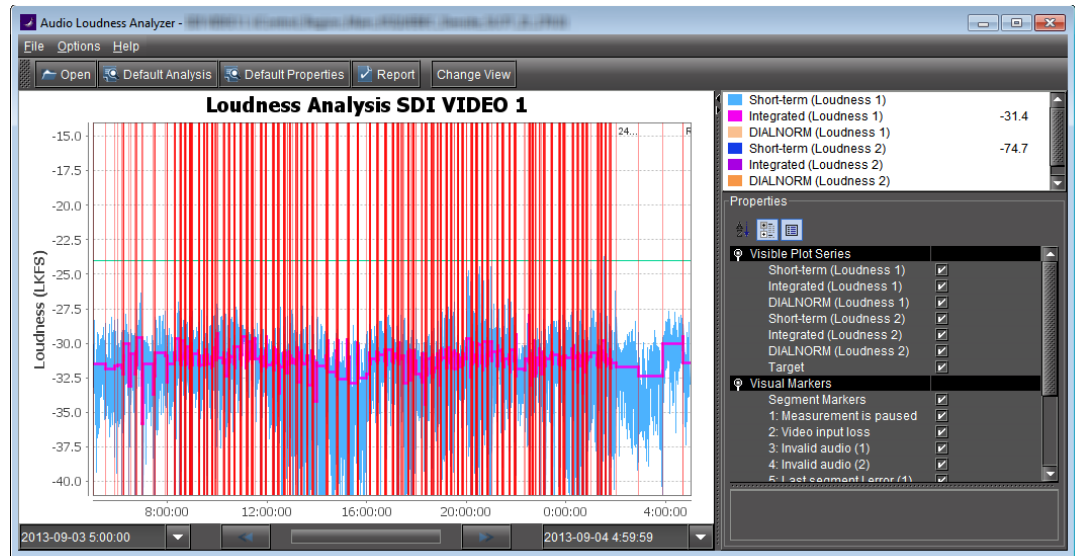 Audio Loudness Analyzer -
File Options Help
Open Default Analysis Default Properties Report Change View
Loudness Analysis SDI VIDEO 1
Loudness (LKFS)
-15.0
-17.5
-20.0
-22.5
-25.0
-27.5
-30.0
-32.5
-35.0
-37.5
-40.0
24...
R
8:00:00 12:00:00 16:00:00 20:00:00 0:00:00 4:00:00
2013-09-03 5:00:00 2013-09-04 4:59:59
Short-term (Loudness 1)
Integrated (Loudness 1) -31.4
DIALNORM (Loudness 1)
Short-term (Loudness 2) -74.7
Integrated (Loudness 2)
DIALNORM (Loudness 2)
Properties
Visible Plot Series
Short-term (Loudness 1)
Integrated (Loudness 1)
DIALNORM (Loudness 1)
Short-term (Loudness 2)
Integrated (Loudness 2)
DIALNORM (Loudness 2)
Target
Visual Markers
Segment Markers
1: Measurement is paused
2: Video input loss
3: Invalid audio (1)
4: Invalid audio (2)
5: Last segment I error (1)